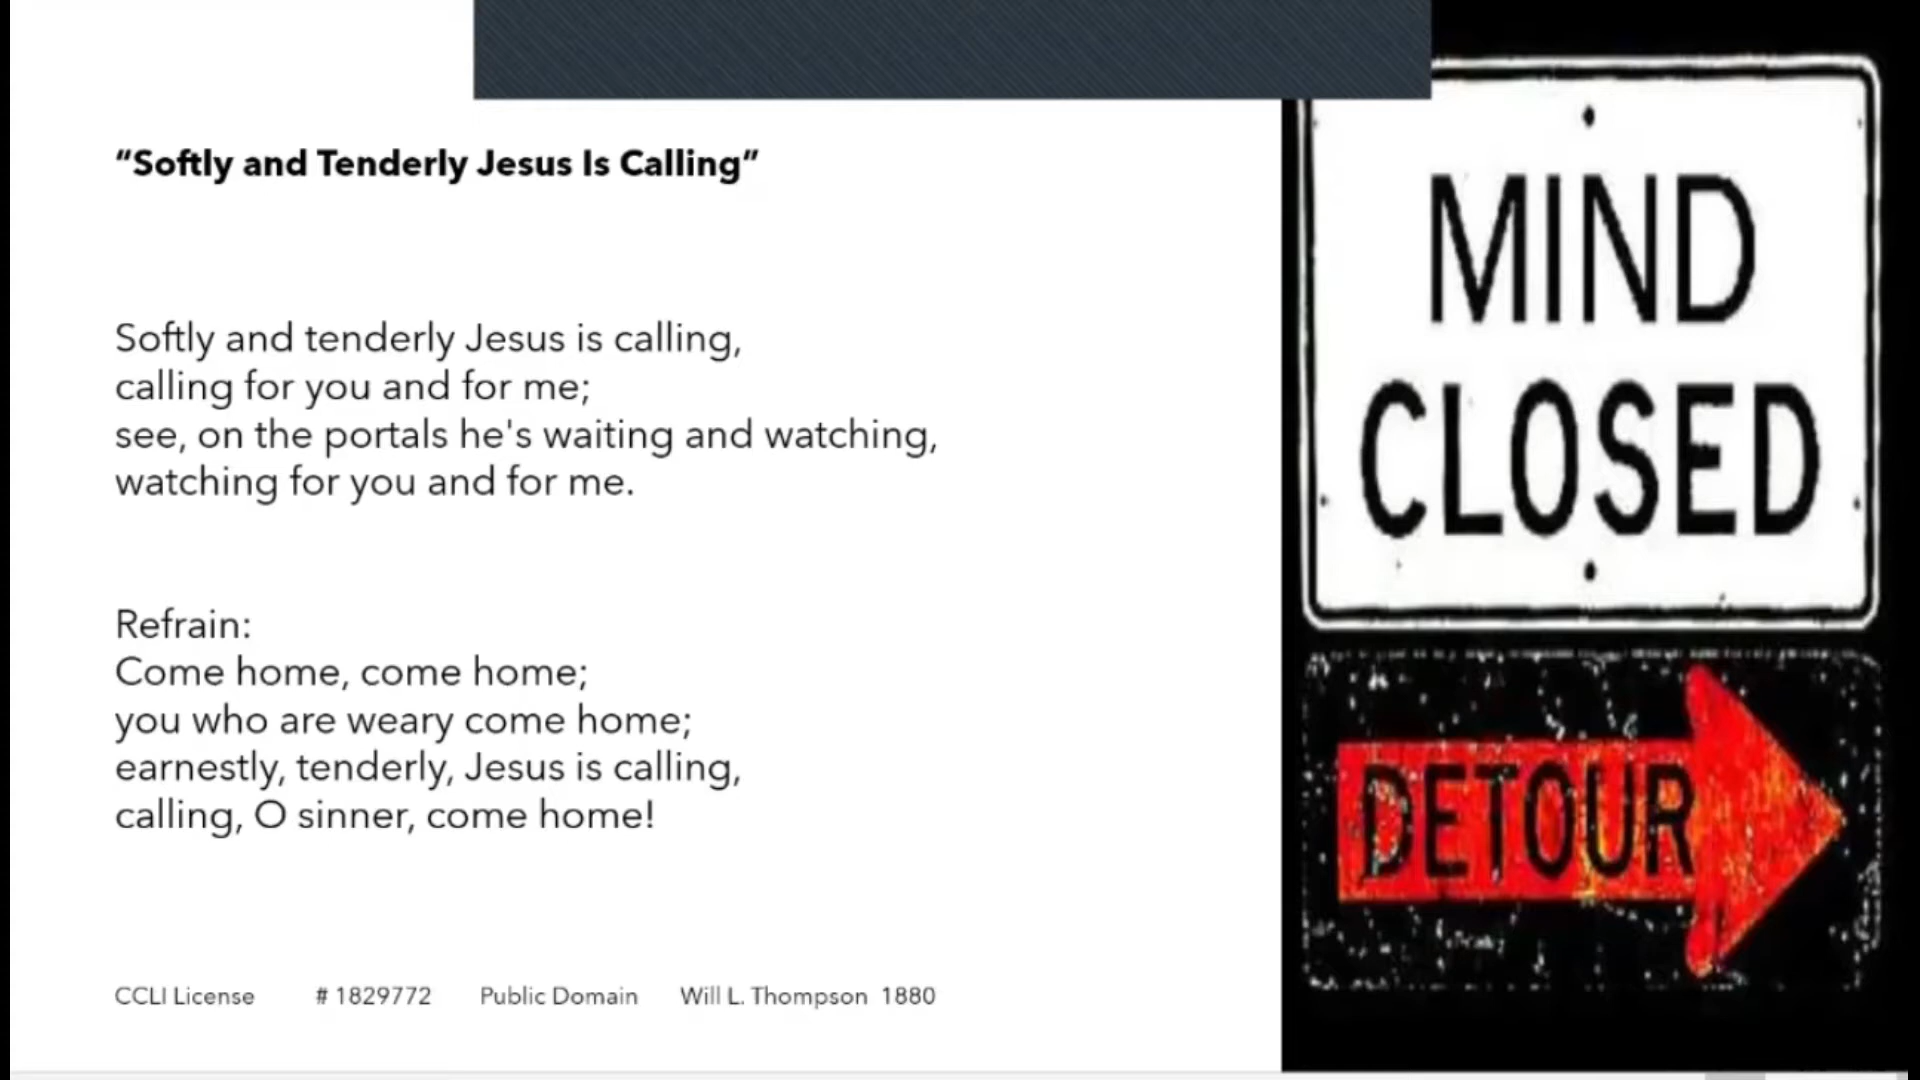 "Softly and Tenderly Jesus Is Calling"
Softly and tenderly Jesus is calling,
calling for you and for me;
see, on the portals he's waiting and watching,
watching for you and for me.
Refrain:
Come home, come home;
you who are weary come home;
earnestly, tenderly, Jesus is calling,
calling, O sinner, come home!
CCLI License # 1829772 Public Domain Will L. Thompson 1880
MIND
CLOSED
DETOUR